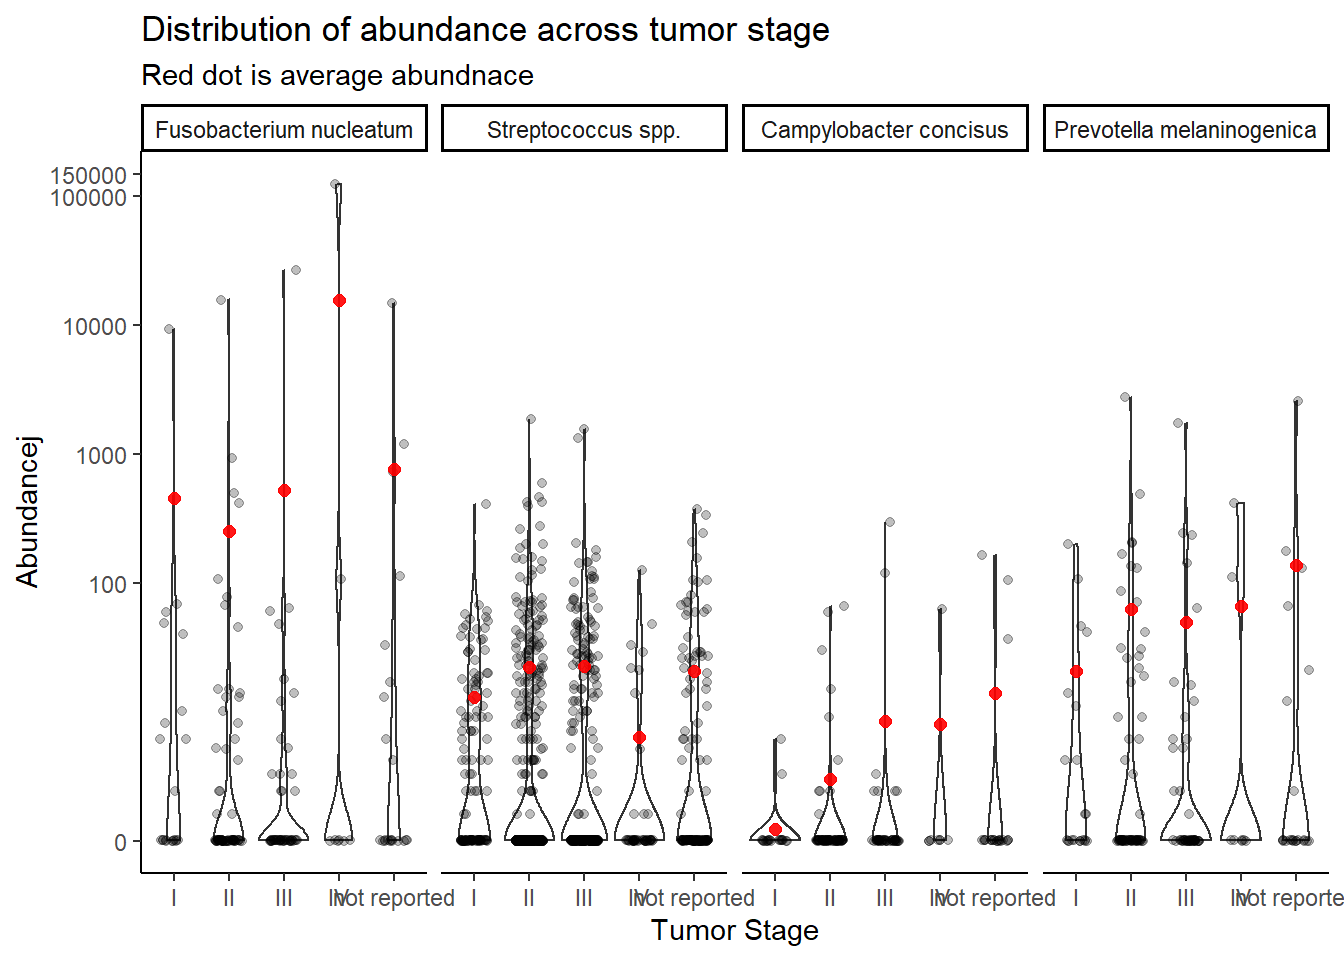 Distribution of abundance across tumor stage
Red dot is average abundnace
Fusobacterium nucleatum Streptococcus spp. Campylobacter concisus Prevotella melaninogenica
150000
100000
10000
1000
100
0
Abundancej
I II III IV not reported I II III IV not reported I II III IV not reported I II III IV not reporte
Tumor Stage